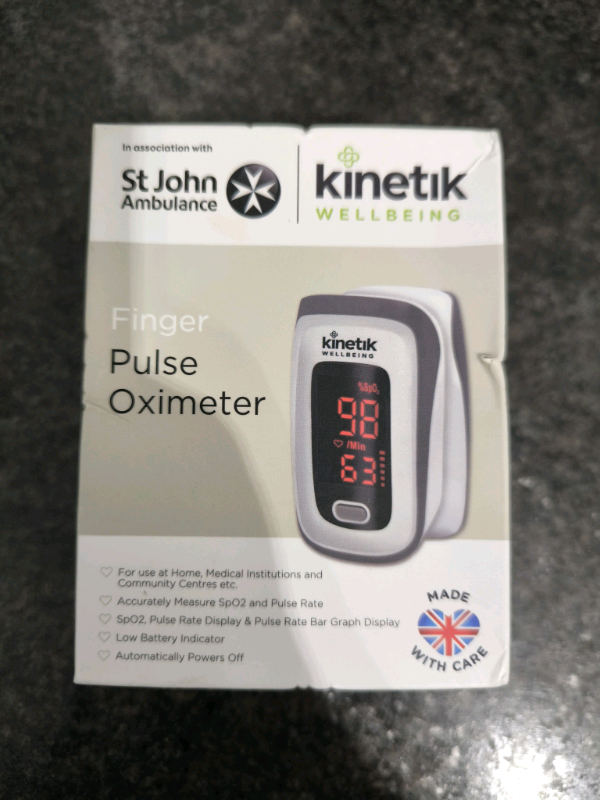 In association with
St John
Ambulance
kinetik
WELLBEING
Finger
Pulse
Oximeter
kinetik
WELLBEING
%SpO₂
98
♡ /Min
63
♡ For use at Home, Medical Institutions and
Community Centres etc.
♡ Accurately Measure SpO2 and Pulse Rate
♡ SpO2, Pulse Rate Display & Pulse Rate Bar Graph Display
♡ Low Battery Indicator
♡ Automatically Powers Off
MADE
WITH CARE